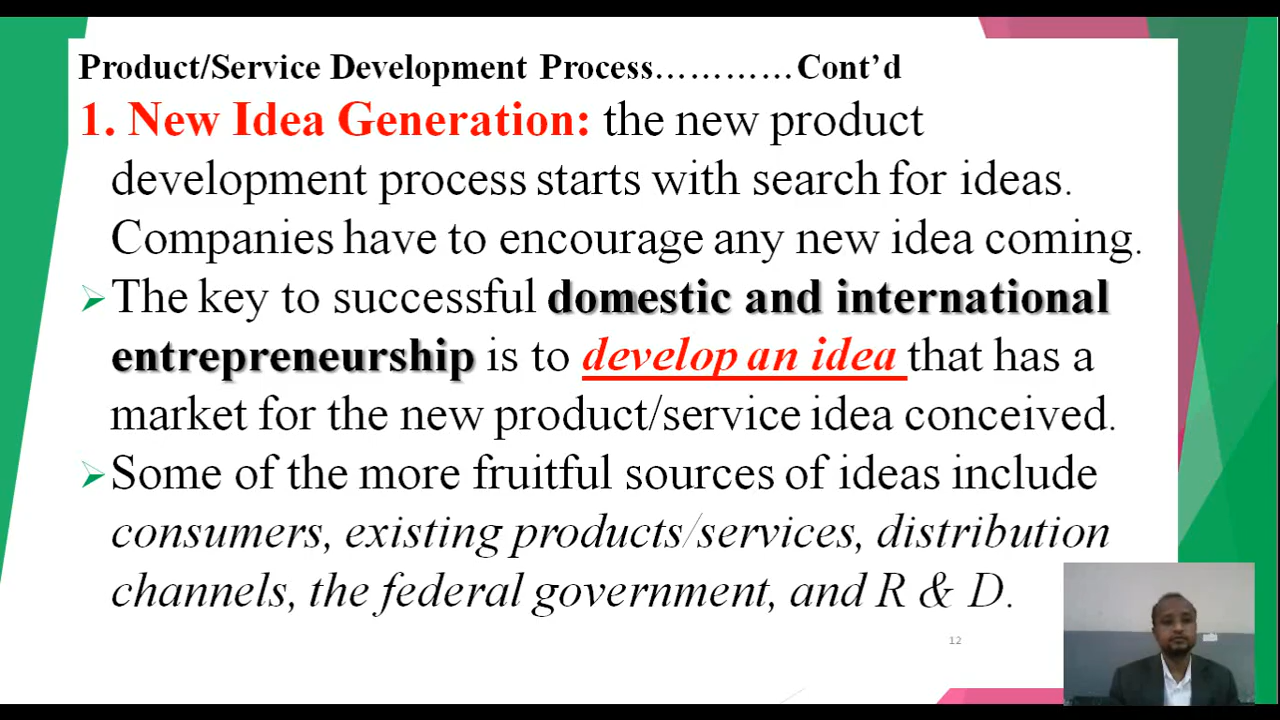 Product/Service Development Process…………Cont’d
1. New Idea Generation: the new product
development process starts with search for ideas.
Companies have to encourage any new idea coming.
➢The key to successful domestic and international
entrepreneurship is to develop an idea that has a
market for the new product/service idea conceived.
➢Some of the more fruitful sources of ideas include
consumers, existing products/services, distribution
channels, the federal government, and R & D.
12